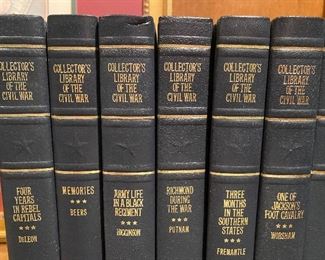 COLLECTOR'S
LIBRARY OF
THE CIVIL
WAR
FOUR
YEARS IN
REBEL
CAPITALS
DeLEON
COLLECTOR'S
LIBRARY OF
THE CIVIL
WAR
MEMORIES
BEERS
COLLECTOR'S
LIBRARY
OF THE
CIVIL WAR
ARMY LIFE
IN A BLACK
REGIMENT
HIGGINSON
COLLECTOR'S
LIBRARY
OF THE
CIVIL WAR
RICHMOND
DURING
THE WAR
PUTNAM
COLLECTOR'S
LIBRARY
OF THE
CIVIL WAR
THREE
MONTHS
IN THE
SOUTHERN
STATES
FREMANTLE
COLLECTOR'S
LIBRARY OF
THE CIVIL
WAR
ONE OF
JACKSON'S
FOOT CAVALRY
WORSHAM